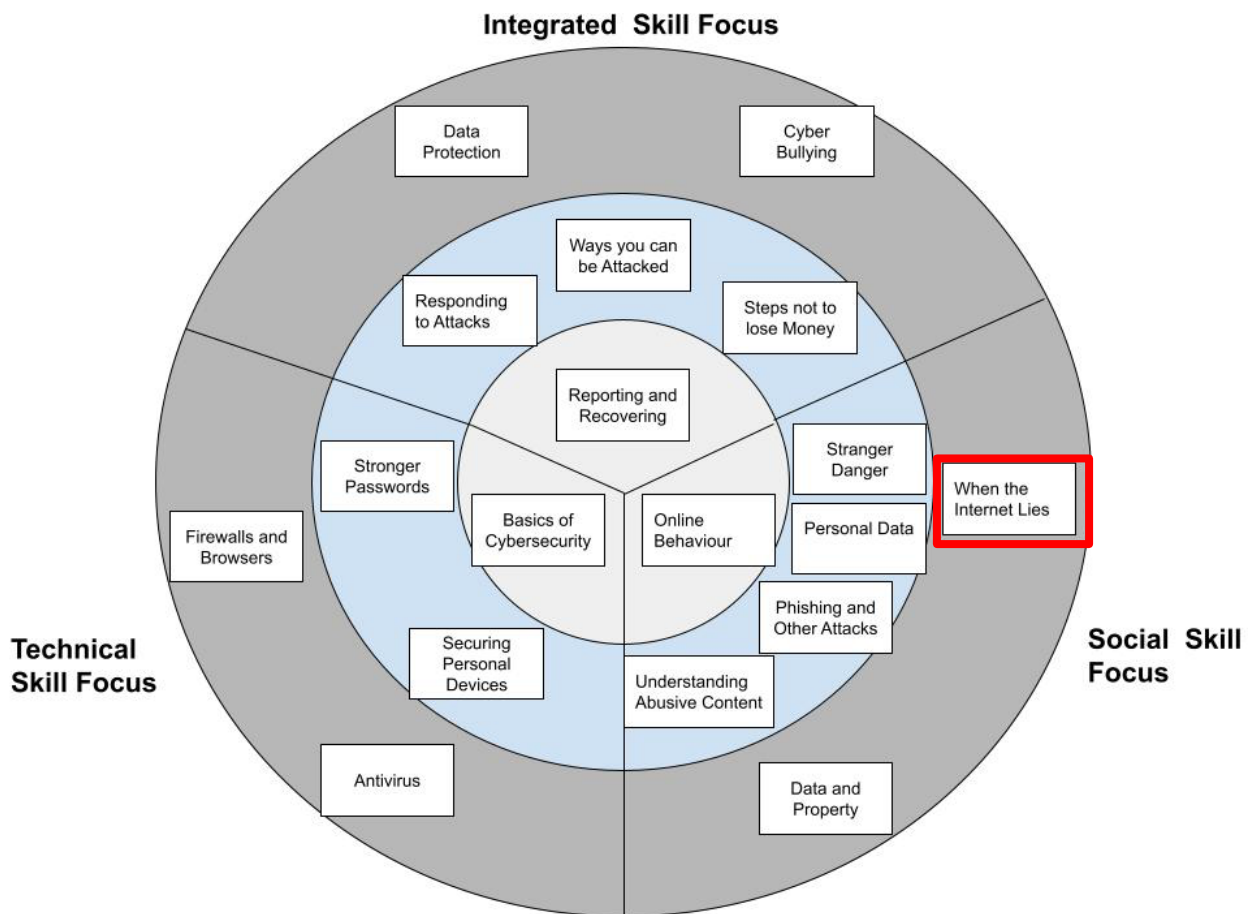 Integrated Skill Focus
Data
Protection
Cyber
Bullying
Ways you can
be Attacked
Responding
to Attacks
Steps not to
lose Money
Reporting and
Recovering
Stronger
Passwords
Stranger
Danger
When the
Internet Lies
Firewalls and
Browsers
Basics of
Cybersecurity
Online
Behaviour
Personal Data
Phishing and
Other Attacks
Technical
Skill Focus
Securing
Personal
Devices
Understanding
Abusive Content
Social Skill
Focus
Antivirus
Data and
Property